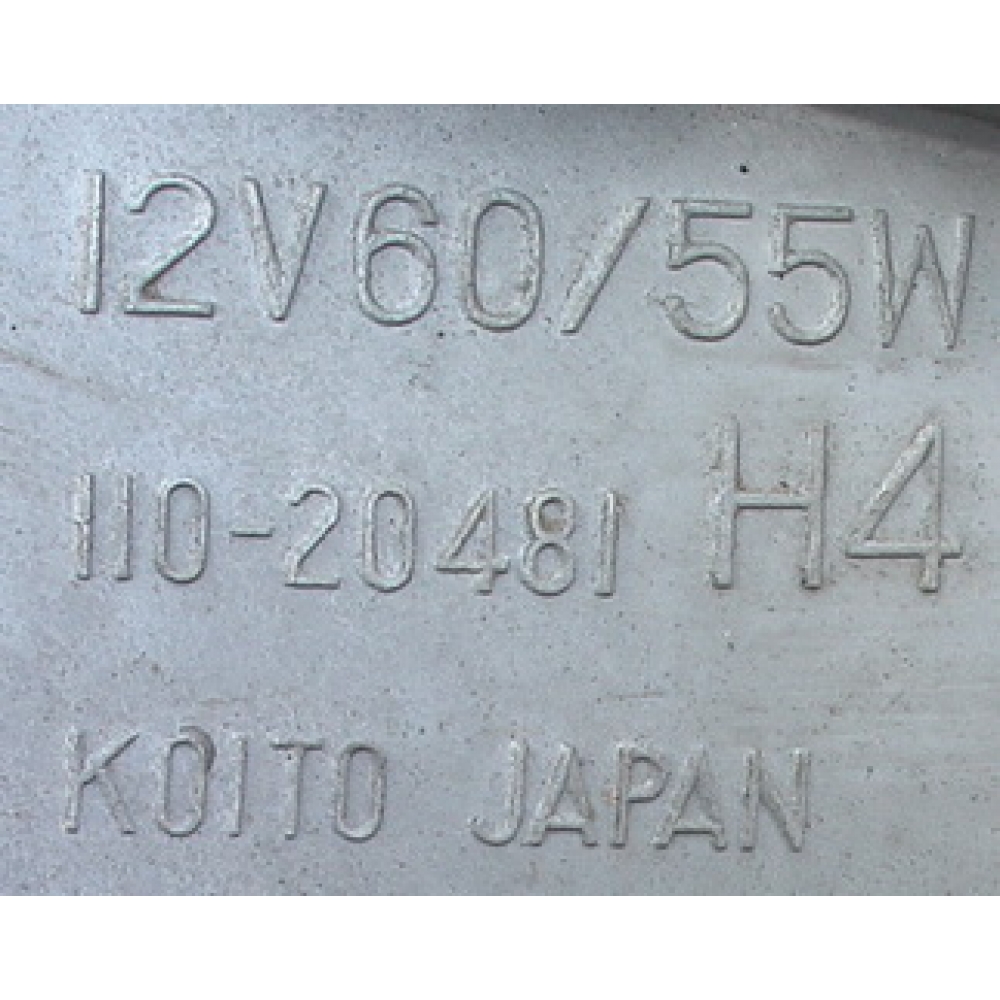 12V60/55W
110-20481 H4
KOITO JAPAN